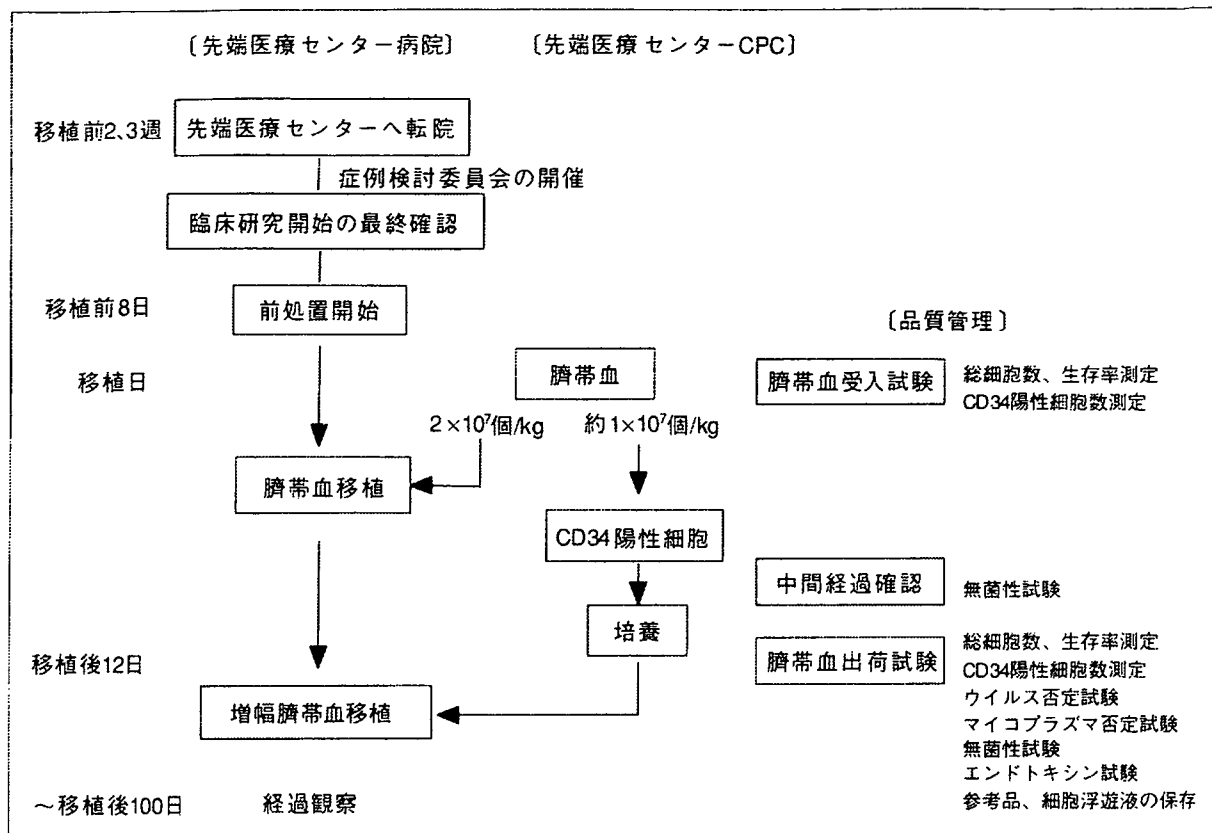 〔先端医療センター病院〕 〔先端医療センターCPC〕
移植前2、3週 先端医療センターへ転院
症例検討委員会の開催
臨床研究開始の最終確認
移植前8日 前処置開始
〔品質管理〕
移植日 臍帯血 臍帯血受入試験 総細胞数、生存率測定
CD34陽性細胞数測定
2×10⁷個/kg 約1×10⁷個/kg
臍帯血移植
CD34陽性細胞
中間経過確認 無菌性試験
培養
移植後12日 臍帯血出荷試験 総細胞数、生存率測定
CD34陽性細胞数測定
ウイルス否定試験
増幅臍帯血移植 マイコプラズマ否定試験
無菌性試験
エンドトキシン試験
～移植後100日 経過観察 参考品、細胞浮遊液の保存